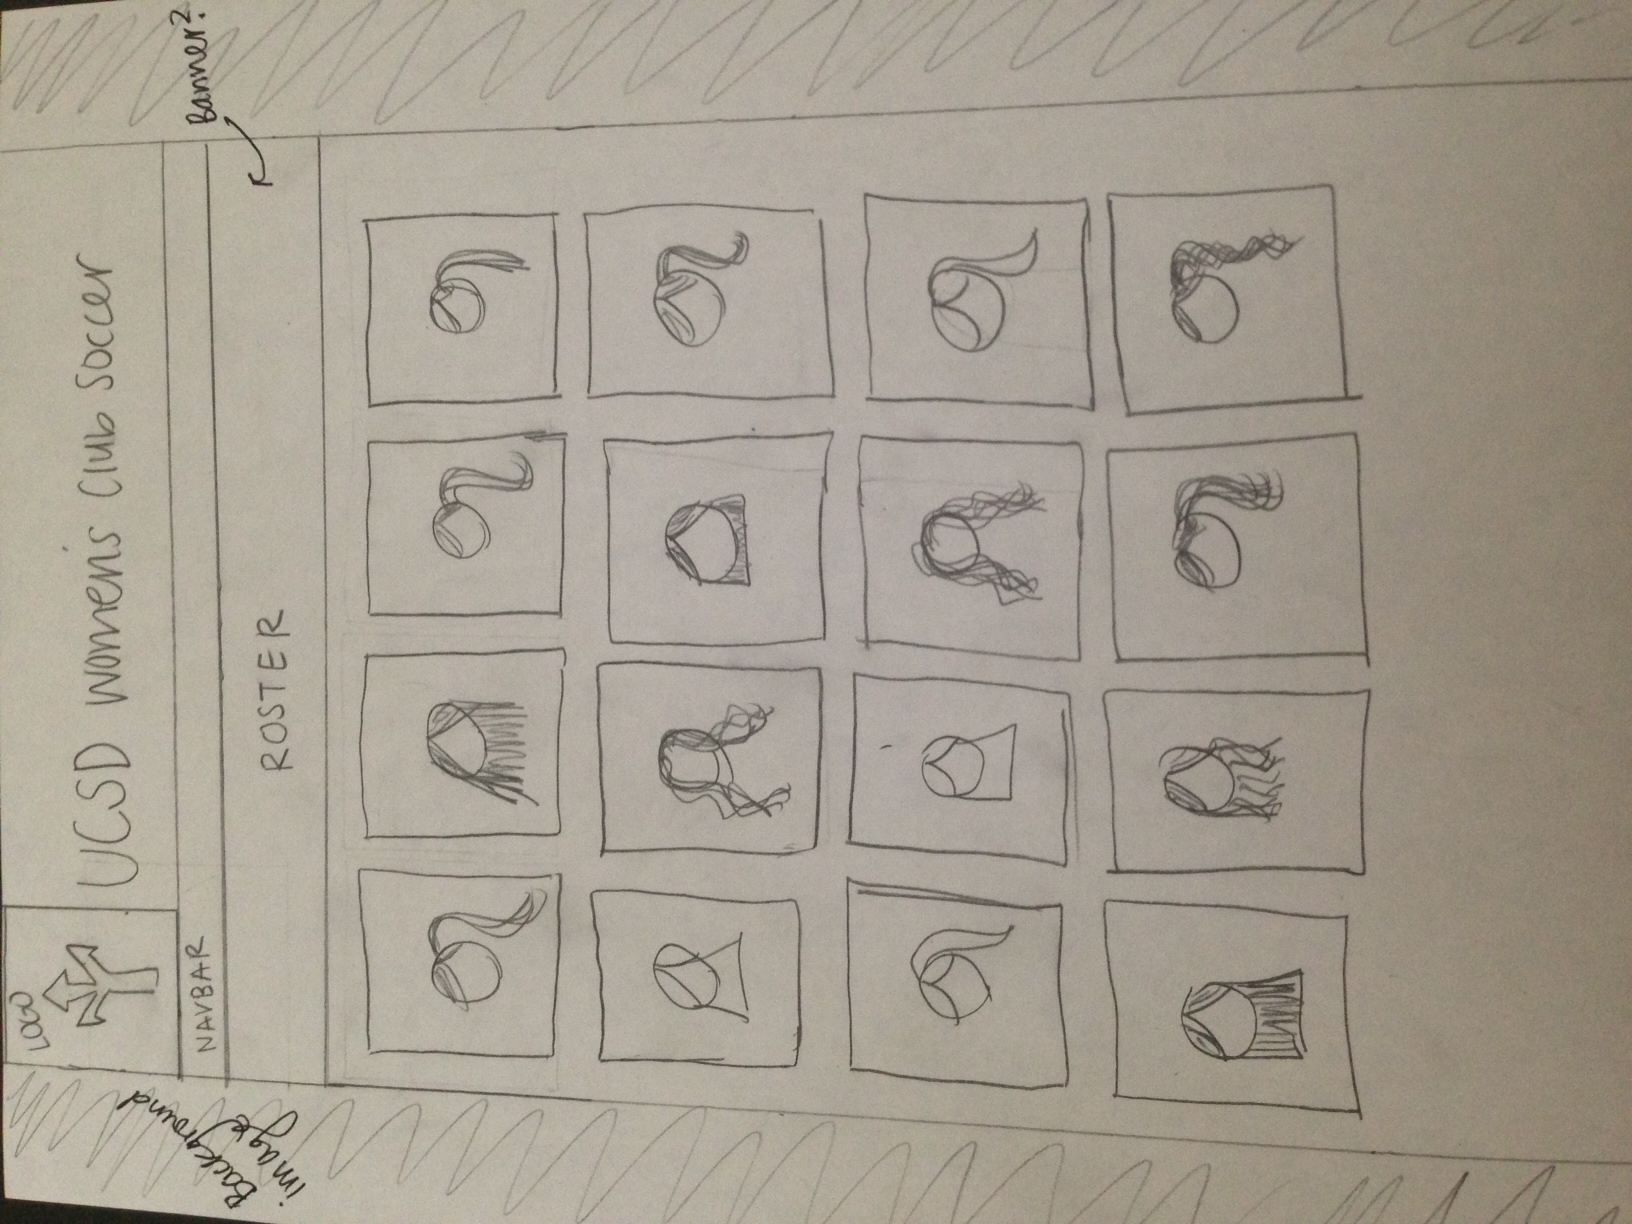 LOGO
UCSD women's Club Soccer
NAVBAR
Background
image
Banner?
ROSTER